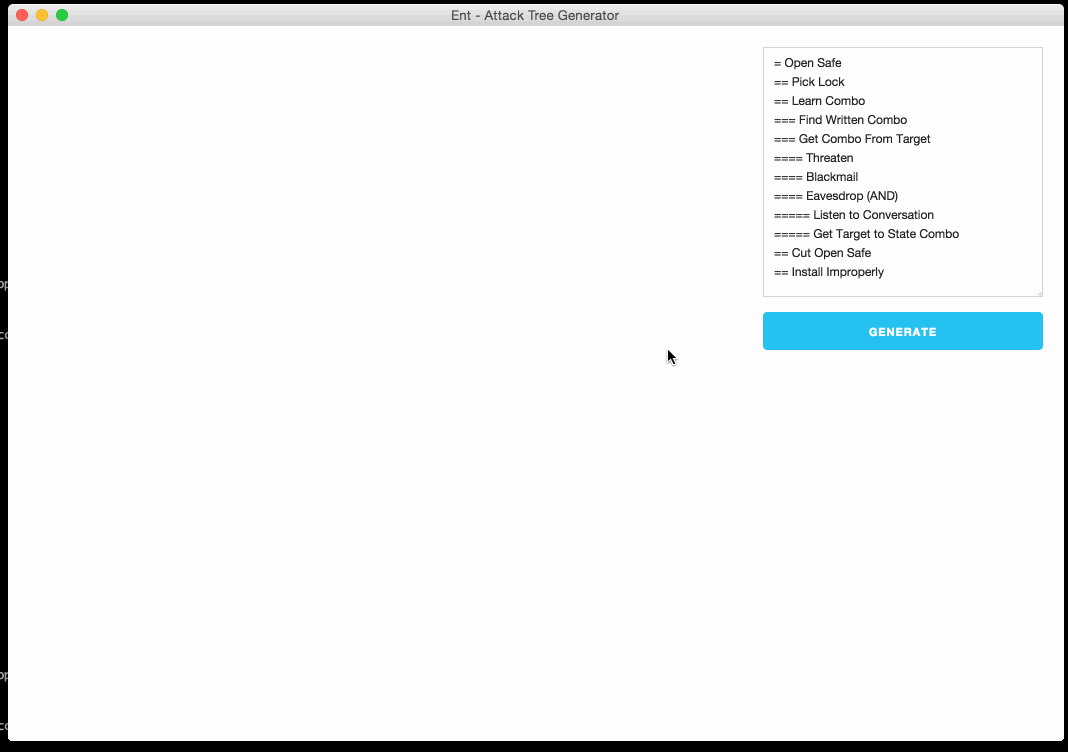 Ent - Attack Tree Generator
= Open Safe
== Pick Lock
== Learn Combo
=== Find Written Combo
=== Get Combo From Target
==== Threaten
==== Blackmail
==== Eavesdrop (AND)
===== Listen to Conversation
===== Get Target to State Combo
== Cut Open Safe
== Install Improperly
GENERATE